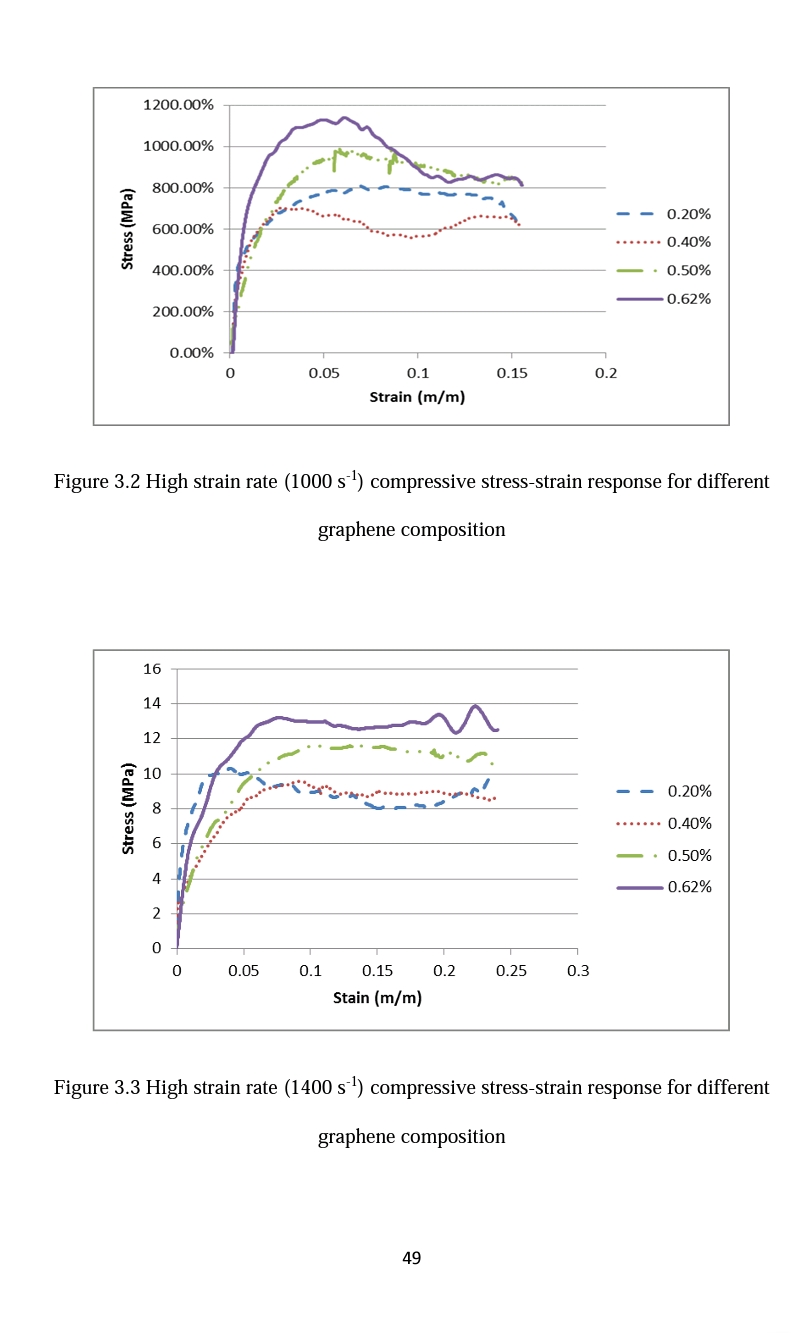 1200.00%
1000.00%
800.00%
600.00%
400.00%
200.00%
0.00%
Stress (MPa)
0 0.05 0.1 0.15 0.2
Strain (m/m)
0.20%
0.40%
0.50%
0.62%
Figure 3.2 High strain rate (1000 s-1) compressive stress-strain response for different
graphene composition
16
14
12
10
8
6
4
2
0
Stress (MPa)
0 0.05 0.1 0.15 0.2 0.25 0.3
Stain (m/m)
0.20%
0.40%
0.50%
0.62%
Figure 3.3 High strain rate (1400 s-1) compressive stress-strain response for different
graphene composition
49